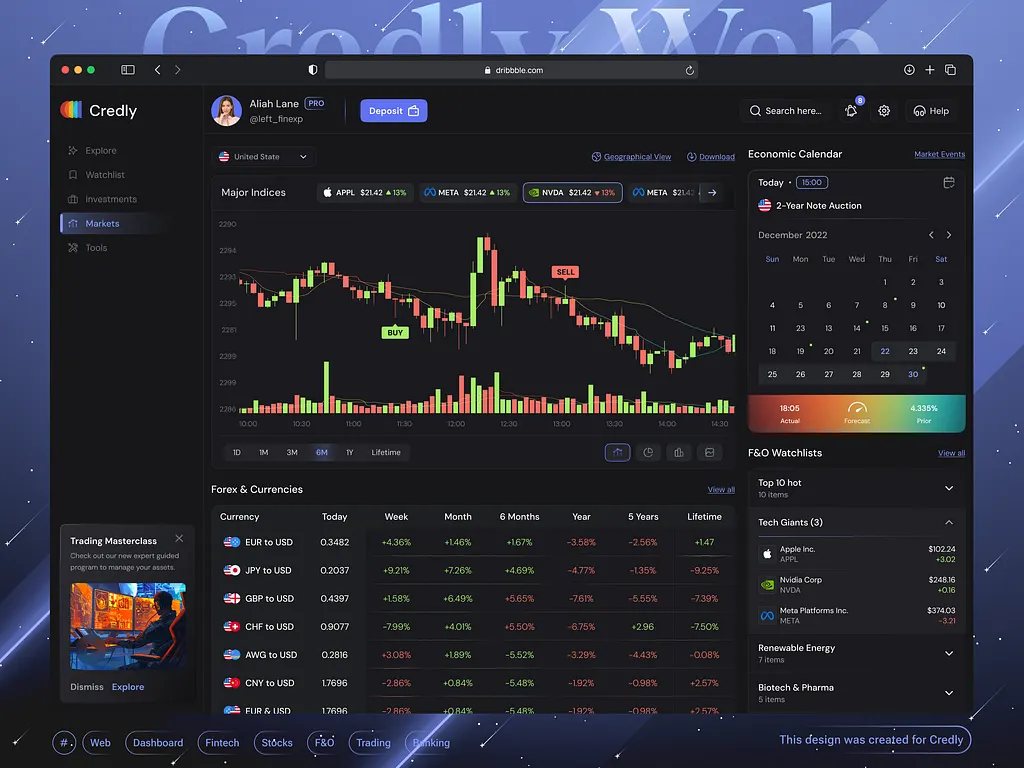 Credly Web
dribbble.com
Credly
Aliah Lane PRO
@left_finexp
Deposit
Search here...
8
Help
Explore
Watchlist
Investments
Markets
Tools
United State
Geographical View
Download
Major Indices
APPL $21.42 13%
META $21.42 13%
NVDA $21.42 13%
META $21.42
2290
2294
2293
2295
2281
2299
2299
2286
BUY
SELL
10:00 10:30 11:00 11:30 12:00 12:30 13:00 13:30 14:00 14:30
1D 1M 3M 6M 1Y Lifetime
Forex & Currencies
View all
Currency Today Week Month 6 Months Year 5 Years Lifetime
EUR to USD 0.3482 +4.36% +1.46% +1.67% -3.58% -2.56% +1.47
JPY to USD 0.2037 +9.21% +7.26% +4.69% -4.77% -1.35% -9.25%
GBP to USD 0.4397 +1.58% +6.49% +5.65% -7.61% -5.55% -7.39%
CHF to USD 0.9077 -7.99% +4.01% +5.50% -6.75% +2.96 -7.50%
AWG to USD 0.2816 +3.08% +1.89% -5.52% -3.29% -4.43% -0.08%
CNY to USD 1.7696 -2.86% +0.84% -5.48% -1.92% -0.98% +2.57%
EUR & USD 1.7696 -2.86% +0.84% -5.48% -1.92% -0.98% +2.57%
Economic Calendar
Market Events
Today • 15:00
2-Year Note Auction
December 2022
Sun Mon Tue Wed Thu Fri Sat
1 2 3
4 5 6 7 8 9 10
11 23 13 14 15 16 17
18 19 20 21 22 23 24
25 26 27 28 29 30
18:05
Actual
Forecast
4.335%
Prior
F&O Watchlists
View all
Top 10 hot
10 items
Tech Giants (3)
Apple Inc. $102.24
APPL +3.02
Nvidia Corp $248.16
NVDA +0.16
Meta Platforms Inc. $374.03
META -3.21
Renewable Energy
7 items
Biotech & Pharma
5 items
Trading Masterclass
Check out our new expert guided
program to manage your assets.
Dismiss Explore
# Web Dashboard Fintech Stocks F&O Trading Banking
This design was created for Credly